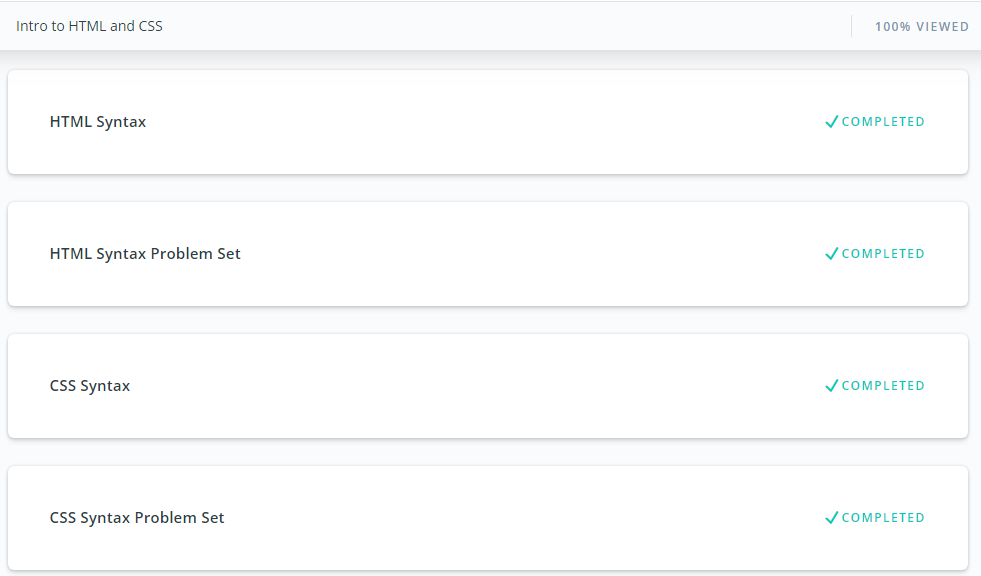 Intro to HTML and CSS 100% VIEWED
HTML Syntax COMPLETED
HTML Syntax Problem Set COMPLETED
CSS Syntax COMPLETED
CSS Syntax Problem Set COMPLETED